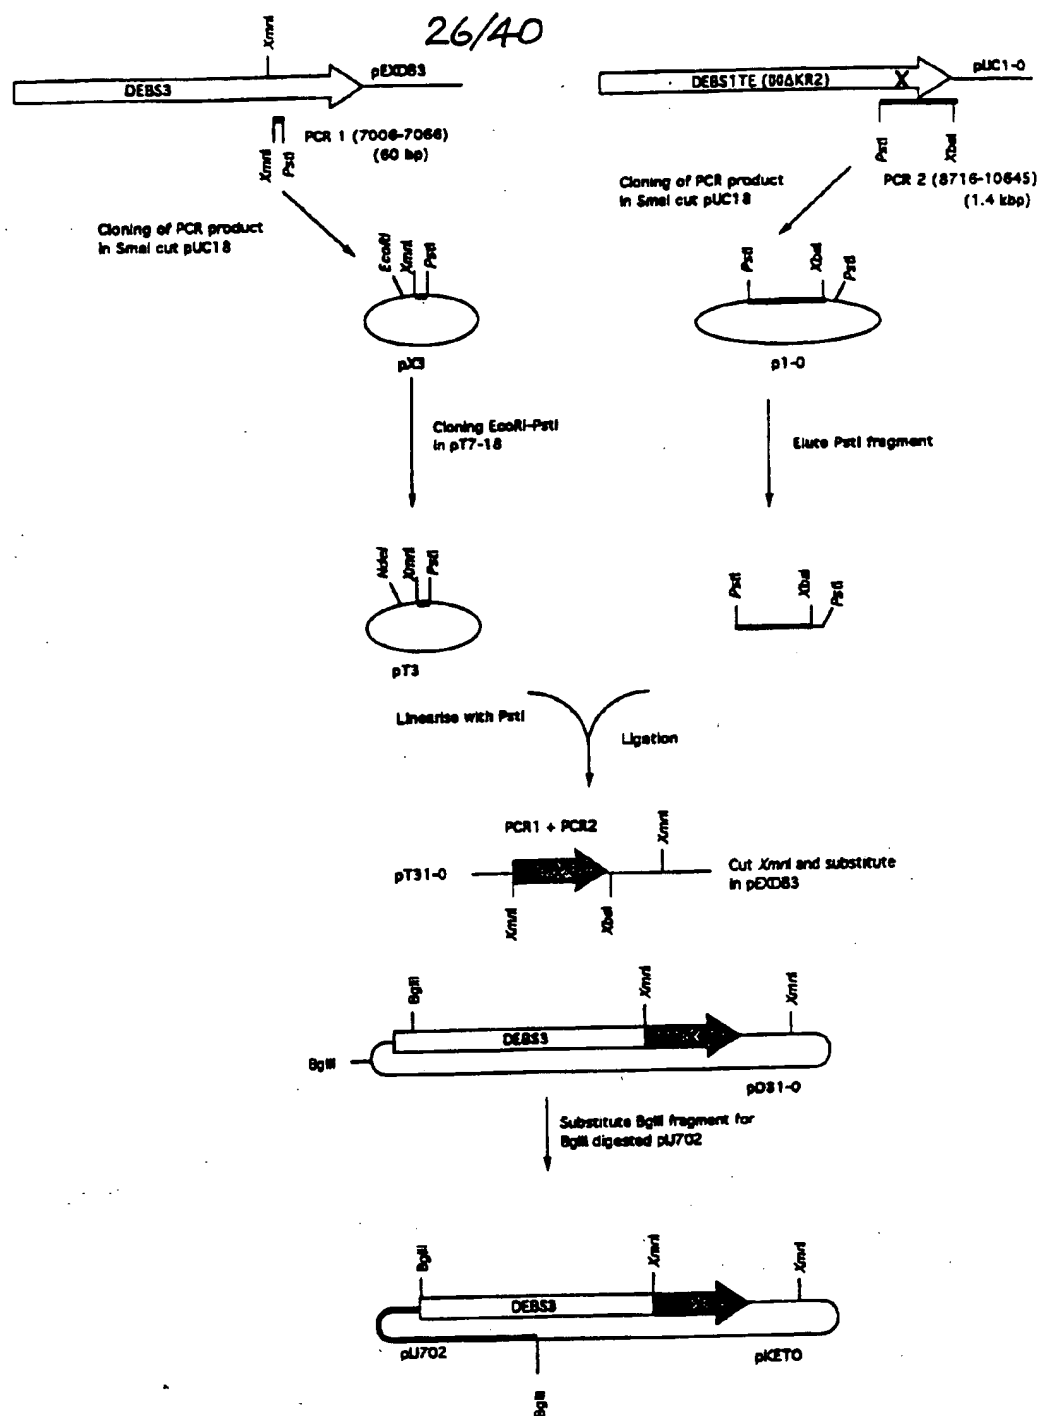 26/40
XmnI
pEXDB3
DEBS3
PCR 1 (7006-7066)
(60 bp)
XmnI
PstI
Cloning of PCR product
in SmaI cut pUC18
pUC1-0
X
PstI
XbaI
PCR 2 (8716-10645)
(1.4 kbp)
Cloning of PCR product
in SmaI cut pUC18
EcoRI
XmnI
PstI
pX3
PstI
XbaI
PstI
p1-0
Cloning EcoRI-PstI
in pT7-18
Elute PstI fragment
NdeI
XmnI
PstI
pT3
PstI
XbaI
PstI
Linearise with PstI
Ligation
PCR1 + PCR2
XmnI
pT31-0
Cut XmnI and substitute
in pEXDB3
XmnI
XbaI
BglII
XmnI
XmnI
DEBS3
BglII
pD31-0
Substitute BglII fragment for
BglII digested pIJ702
BglII
XmnI
XmnI
DEBS3
pIJ702
pKETO
BglII